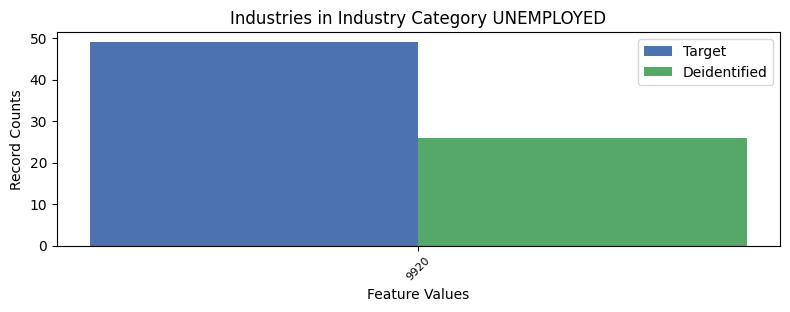 Industries in Industry Category UNEMPLOYED
Target
Deidentified
Record Counts
50
40
30
20
10
0
9920
Feature Values